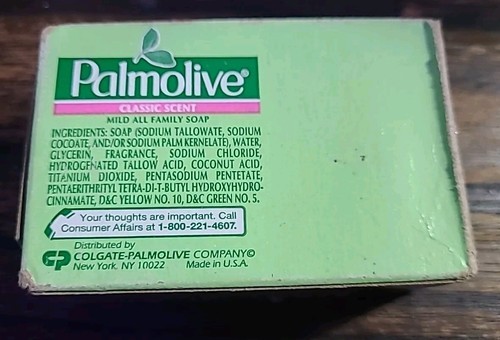 Palmolive®
CLASSIC SCENT
MILD ALL FAMILY SOAP
INGREDIENTS: SOAP (SODIUM TALLOWATE, SODIUM
COCOATE, AND/OR SODIUM PALM KERNELATE), WATER,
GLYCERIN, FRAGRANCE, SODIUM CHLORIDE,
HYDROGENATED TALLOW ACID, COCONUT ACID,
TITANIUM DIOXIDE, PENTASODIUM PENTETATE,
PENTAERITHRITYL TETRA-DI-T-BUTYL HYDROXYHYDRO-
CINNAMATE, D&C YELLOW NO. 10, D&C GREEN NO. 5.
Your thoughts are important. Call
Consumer Affairs at 1-800-221-4607.
Distributed by
CP COLGATE-PALMOLIVE COMPANY©
New York, NY 10022 Made in U.S.A.